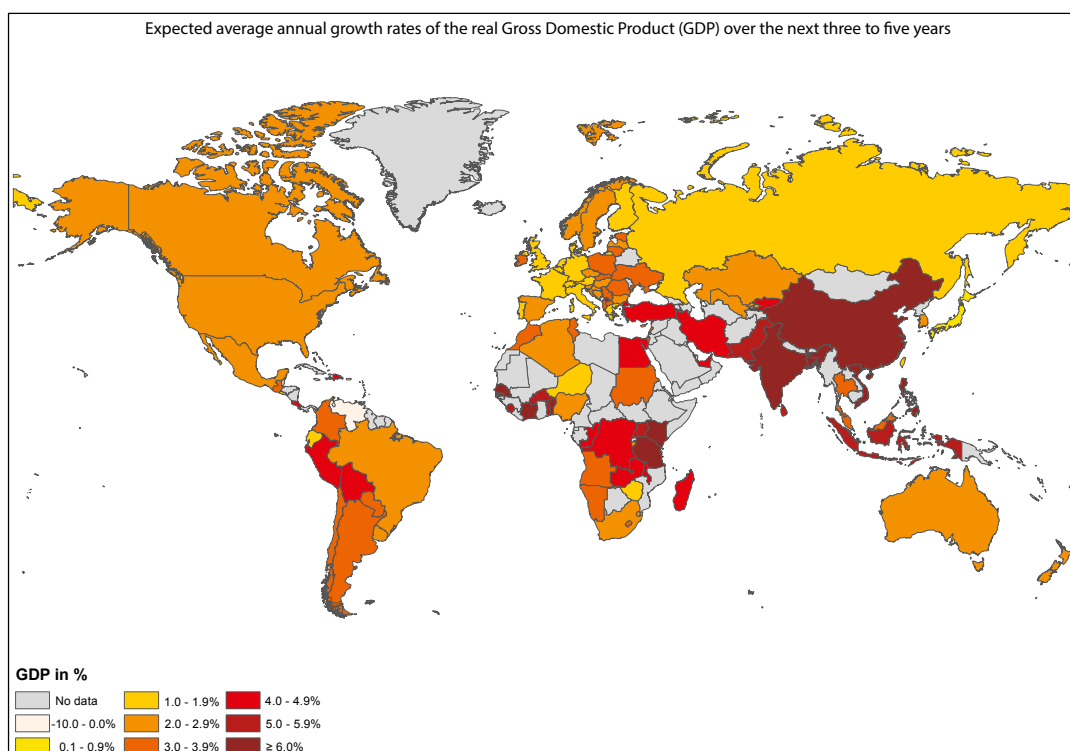 Expected average annual growth rates of the real Gross Domestic Product (GDP) over the next three to five years
GDP in %
No data
-10.0 - 0.0%
0.1 - 0.9%
1.0 - 1.9%
2.0 - 2.9%
3.0 - 3.9%
4.0 - 4.9%
5.0 - 5.9%
≥ 6.0%